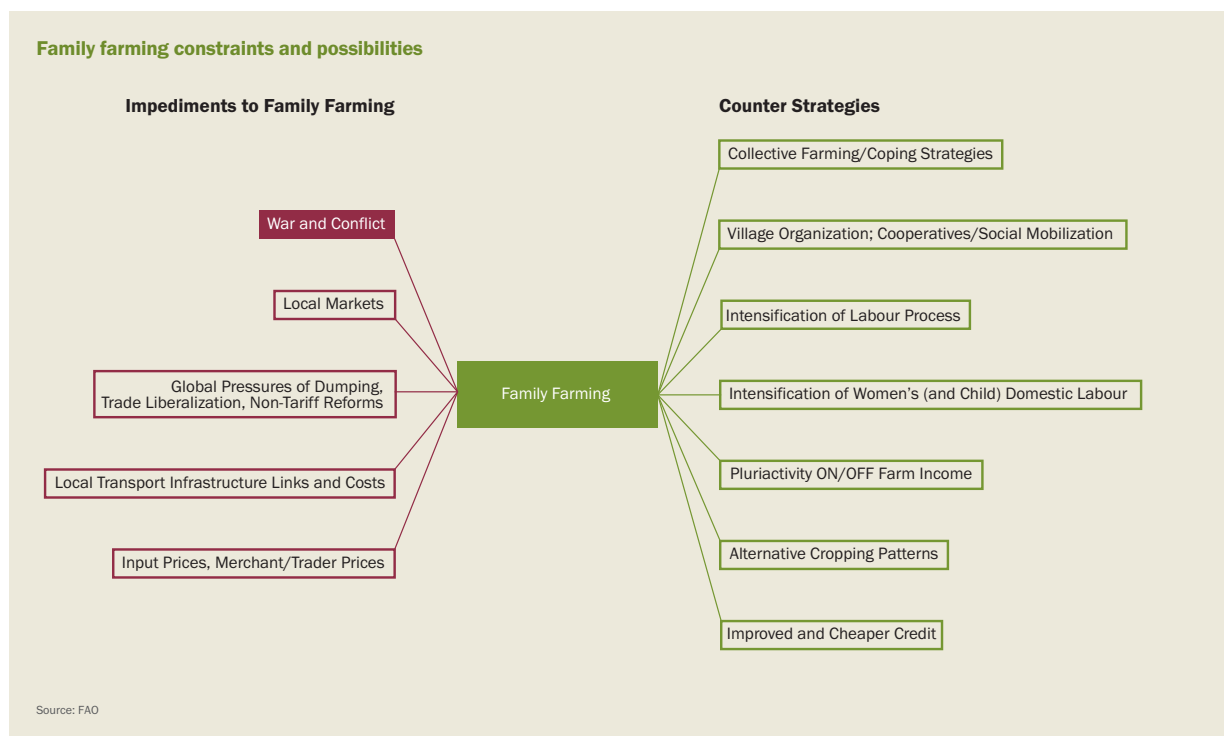 Family farming constraints and possibilities
Impediments to Family Farming
War and Conflict
Local Markets
Global Pressures of Dumping,
Trade Liberalization, Non-Tariff Reforms
Local Transport Infrastructure Links and Costs
Input Prices, Merchant/Trader Prices
Family Farming
Counter Strategies
Collective Farming/Coping Strategies
Village Organization; Cooperatives/Social Mobilization
Intensification of Labour Process
Intensification of Women's (and Child) Domestic Labour
Pluriactivity ON/OFF Farm Income
Alternative Cropping Patterns
Improved and Cheaper Credit
Source: FAO